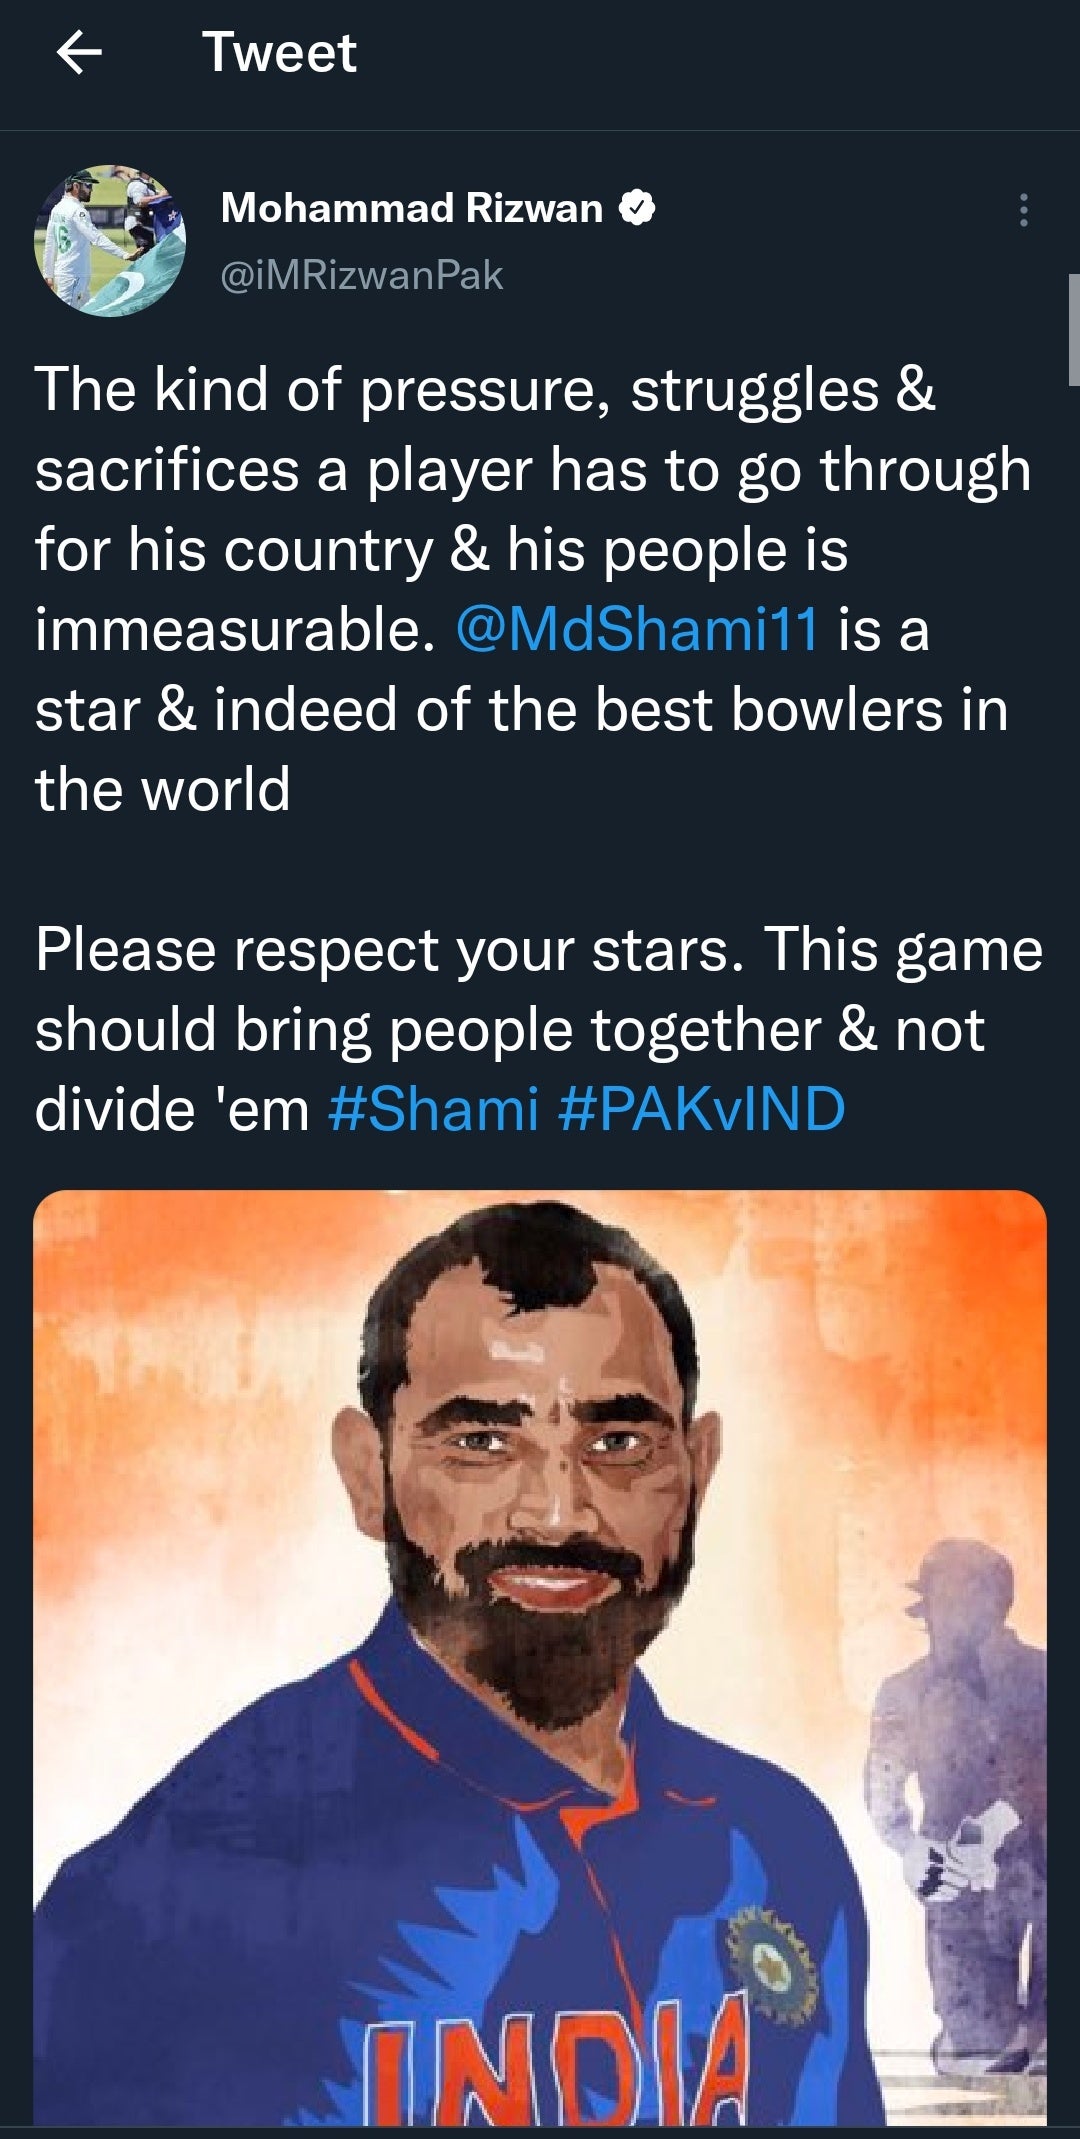 Tweet
Mohammad Rizwan
@iMRizwanPak
The kind of pressure, struggles &
sacrifices a player has to go through
for his country & his people is
immeasurable. @MdShami11 is a
star & indeed of the best bowlers in
the world
Please respect your stars. This game
should bring people together & not
divide 'em #Shami #PAKvIND
INDIA